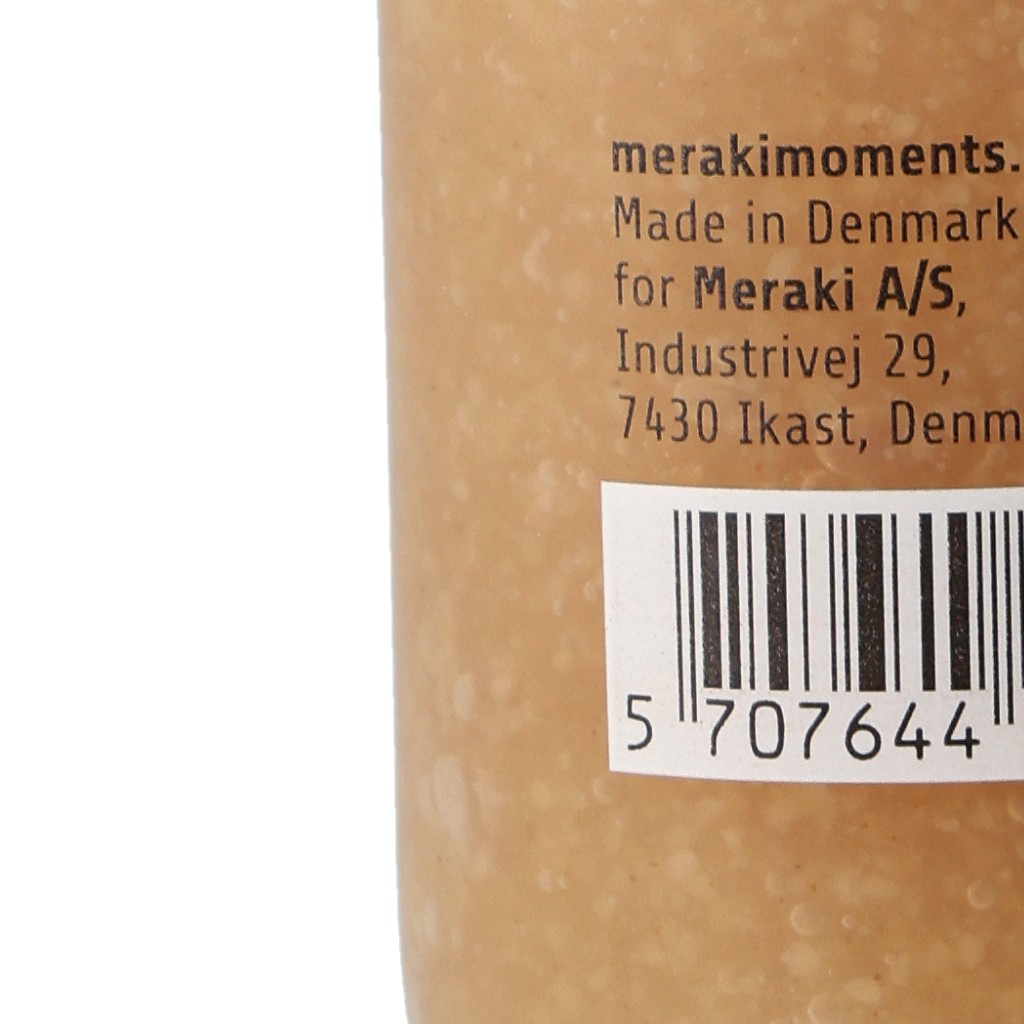 merakimoments.
Made in Denmark
for Meraki A/S,
Industrivej 29,
7430 Ikast, Denm
5 707644